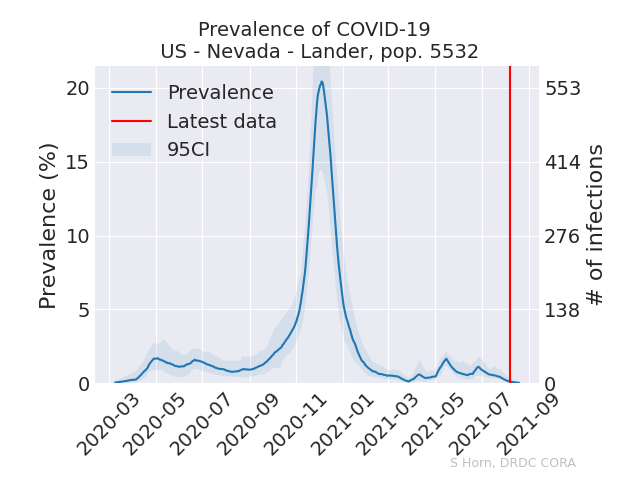 Prevalence of COVID-19
US - Nevada - Lander, pop. 5532
Prevalence
Latest data
95CI
Prevalence (%)
20
15
10
5
0
553
414
276
138
0
# of infections
2020-03
2020-05
2020-07
2020-09
2020-11
2021-01
2021-03
2021-05
2021-07
2021-09
S Horn, DRDC CORA